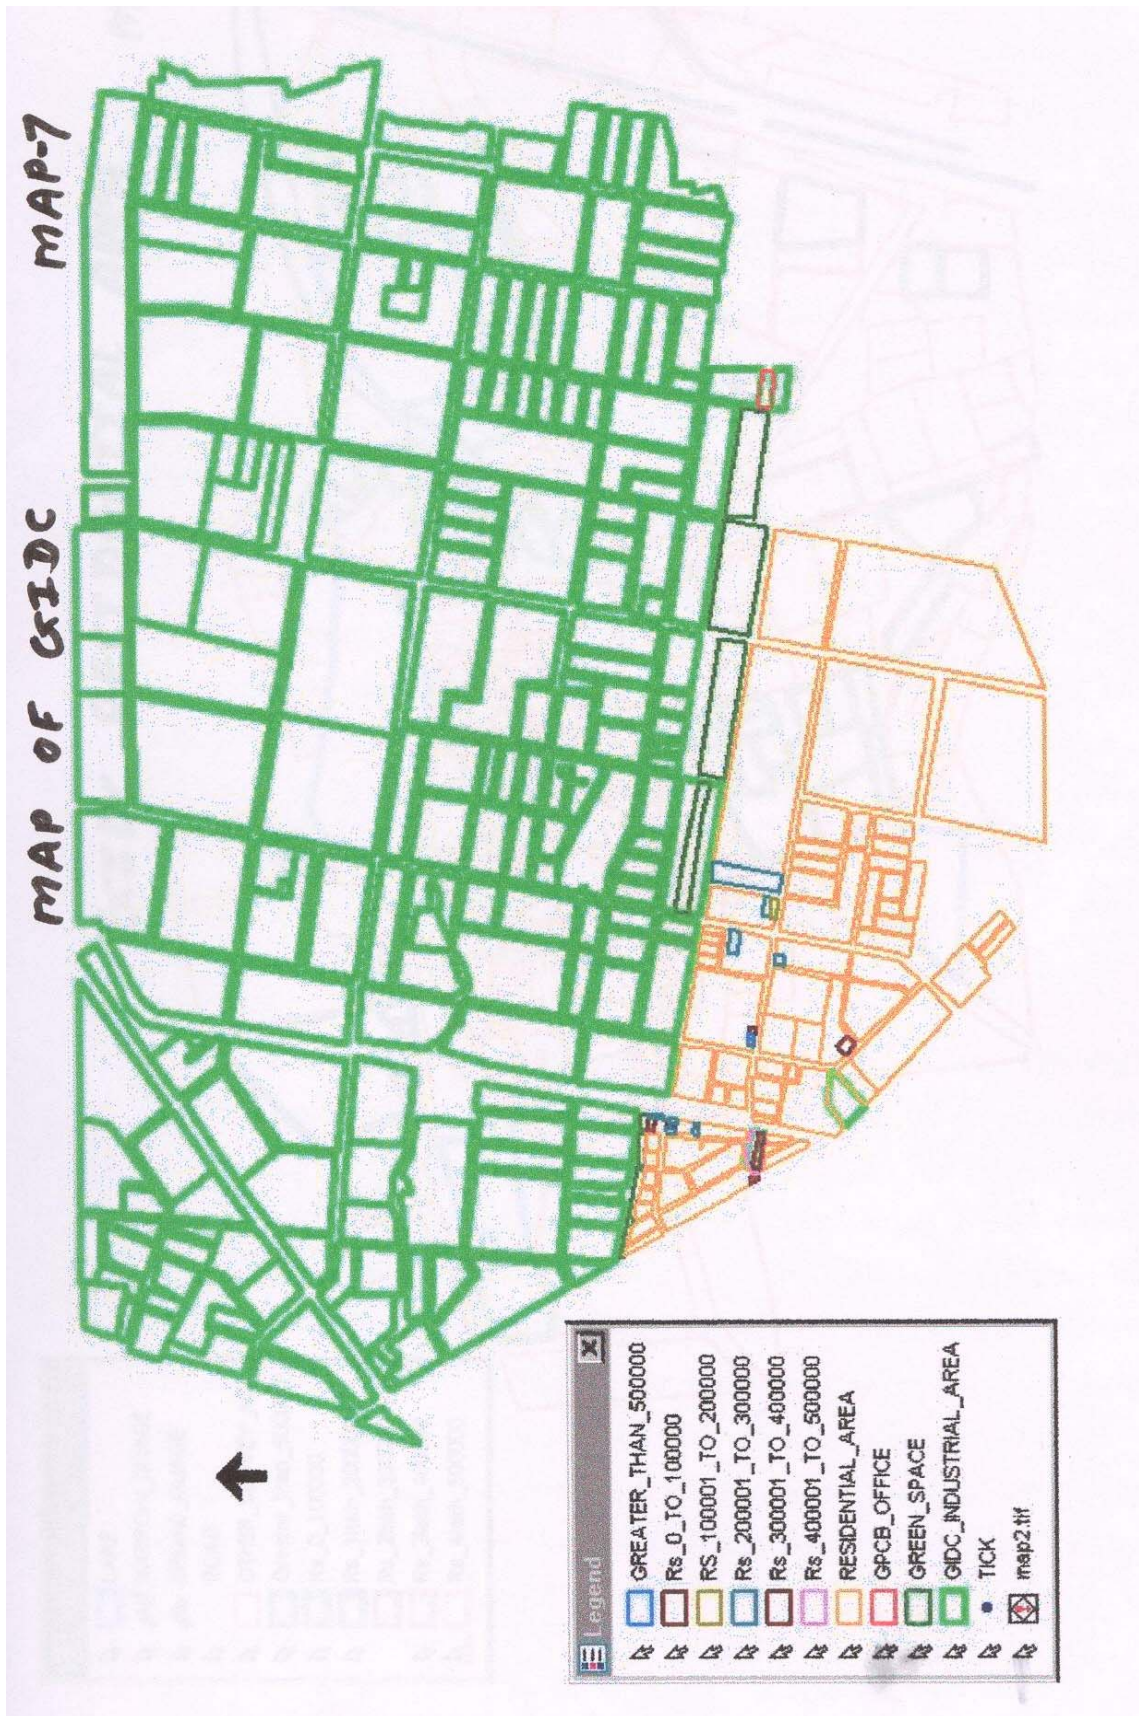 MAP OF GIDC MAP-7
Legend
GREATER_THAN_500000
Rs_0_TO_100000
RS_100001_TO_200000
Rs_200001_TO_300000
Rs_300001_TO_400000
Rs_400001_TO_500000
RESIDENTIAL_AREA
GPCB_OFFICE
GREEN_SPACE
GIDC_INDUSTRIAL_AREA
TICK
map2.tif